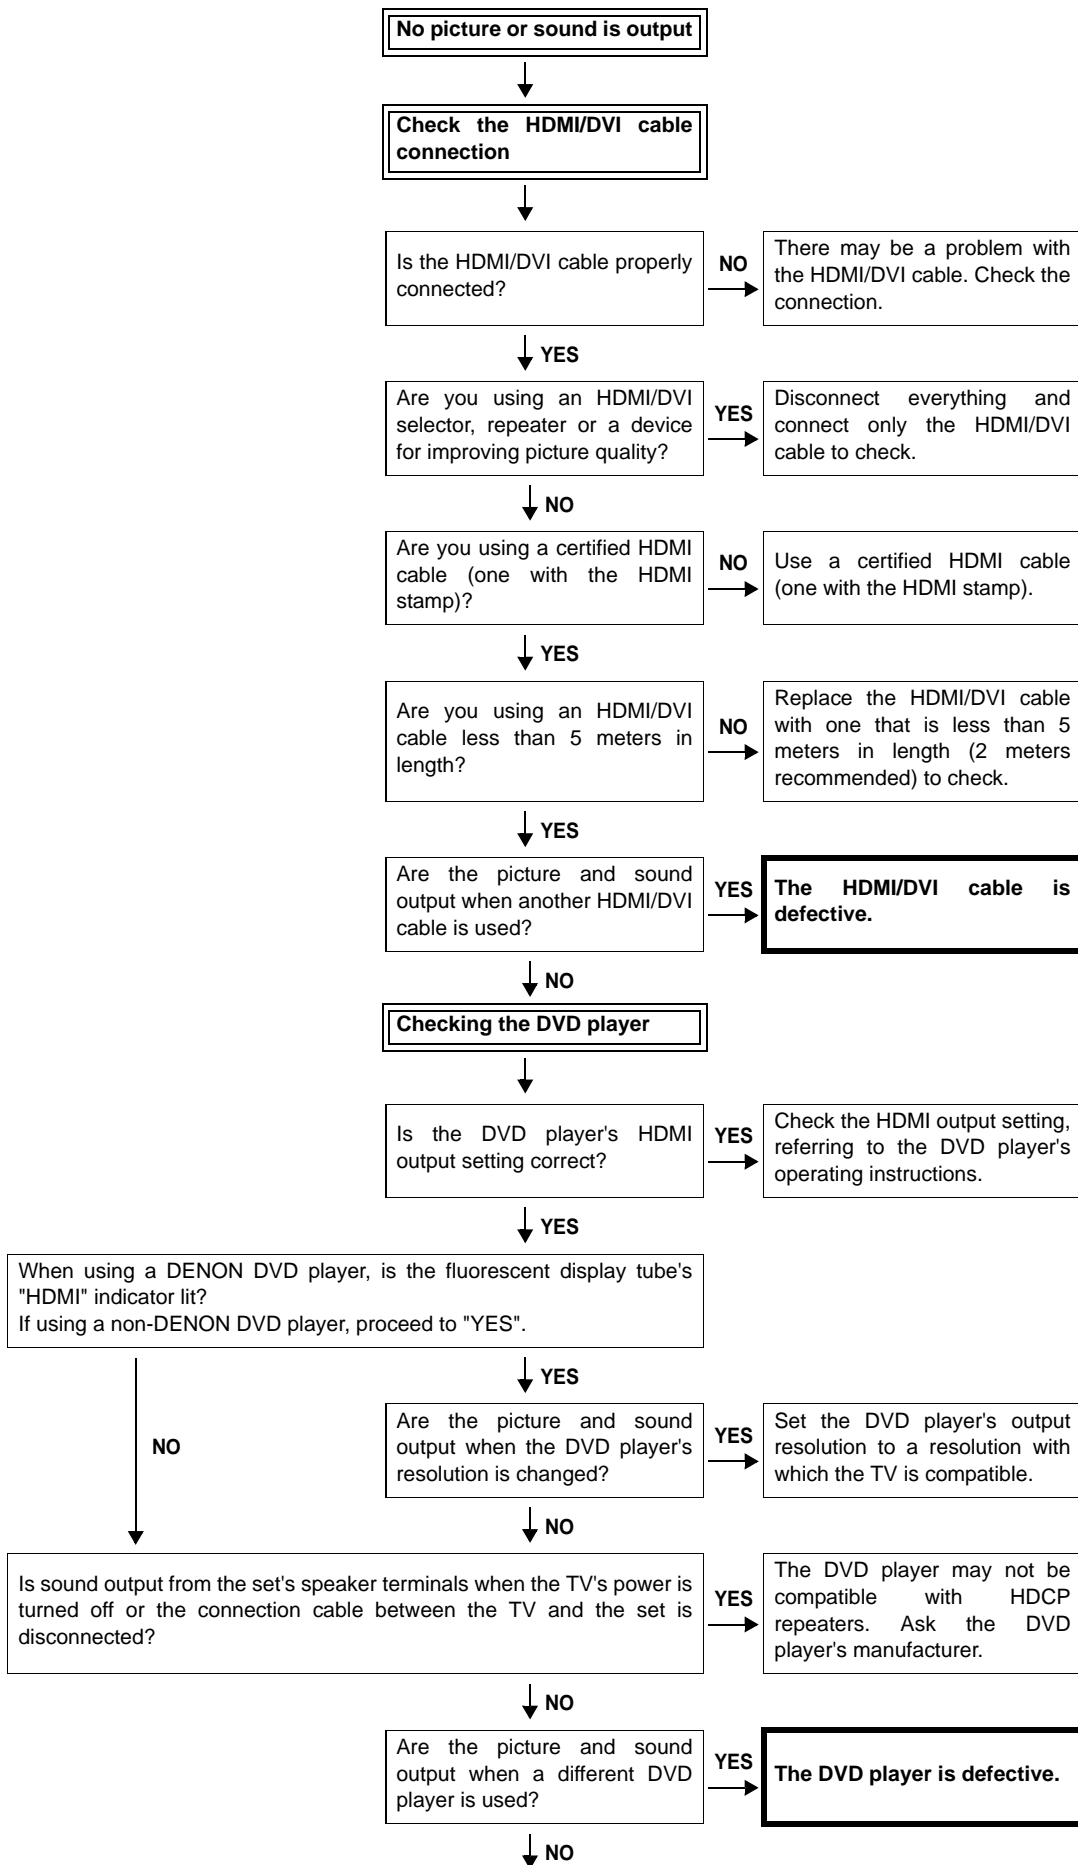 No picture or sound is output
Check the HDMI/DVI cable
connection
Is the HDMI/DVI cable properly
connected?
NO
There may be a problem with
the HDMI/DVI cable. Check the
connection.
YES
Are you using an HDMI/DVI
selector, repeater or a device
for improving picture quality?
YES
Disconnect everything and
connect only the HDMI/DVI
cable to check.
NO
Are you using a certified HDMI
cable (one with the HDMI
stamp)?
NO
Use a certified HDMI cable
(one with the HDMI stamp).
YES
Are you using an HDMI/DVI
cable less than 5 meters in
length?
NO
Replace the HDMI/DVI cable
with one that is less than 5
meters in length (2 meters
recommended) to check.
YES
Are the picture and sound
output when another HDMI/DVI
cable is used?
YES
The HDMI/DVI cable is
defective.
NO
Checking the DVD player
Is the DVD player's HDMI
output setting correct?
YES
Check the HDMI output setting,
referring to the DVD player's
operating instructions.
YES
When using a DENON DVD player, is the fluorescent display tube's
"HDMI" indicator lit?
If using a non-DENON DVD player, proceed to "YES".
YES
NO
Are the picture and sound
output when the DVD player's
resolution is changed?
YES
Set the DVD player's output
resolution to a resolution with
which the TV is compatible.
NO
Is sound output from the set's speaker terminals when the TV's power is
turned off or the connection cable between the TV and the set is
disconnected?
YES
The DVD player may not be
compatible with HDCP
repeaters. Ask the DVD
player's manufacturer.
NO
Are the picture and sound
output when a different DVD
player is used?
YES
The DVD player is defective.
NO